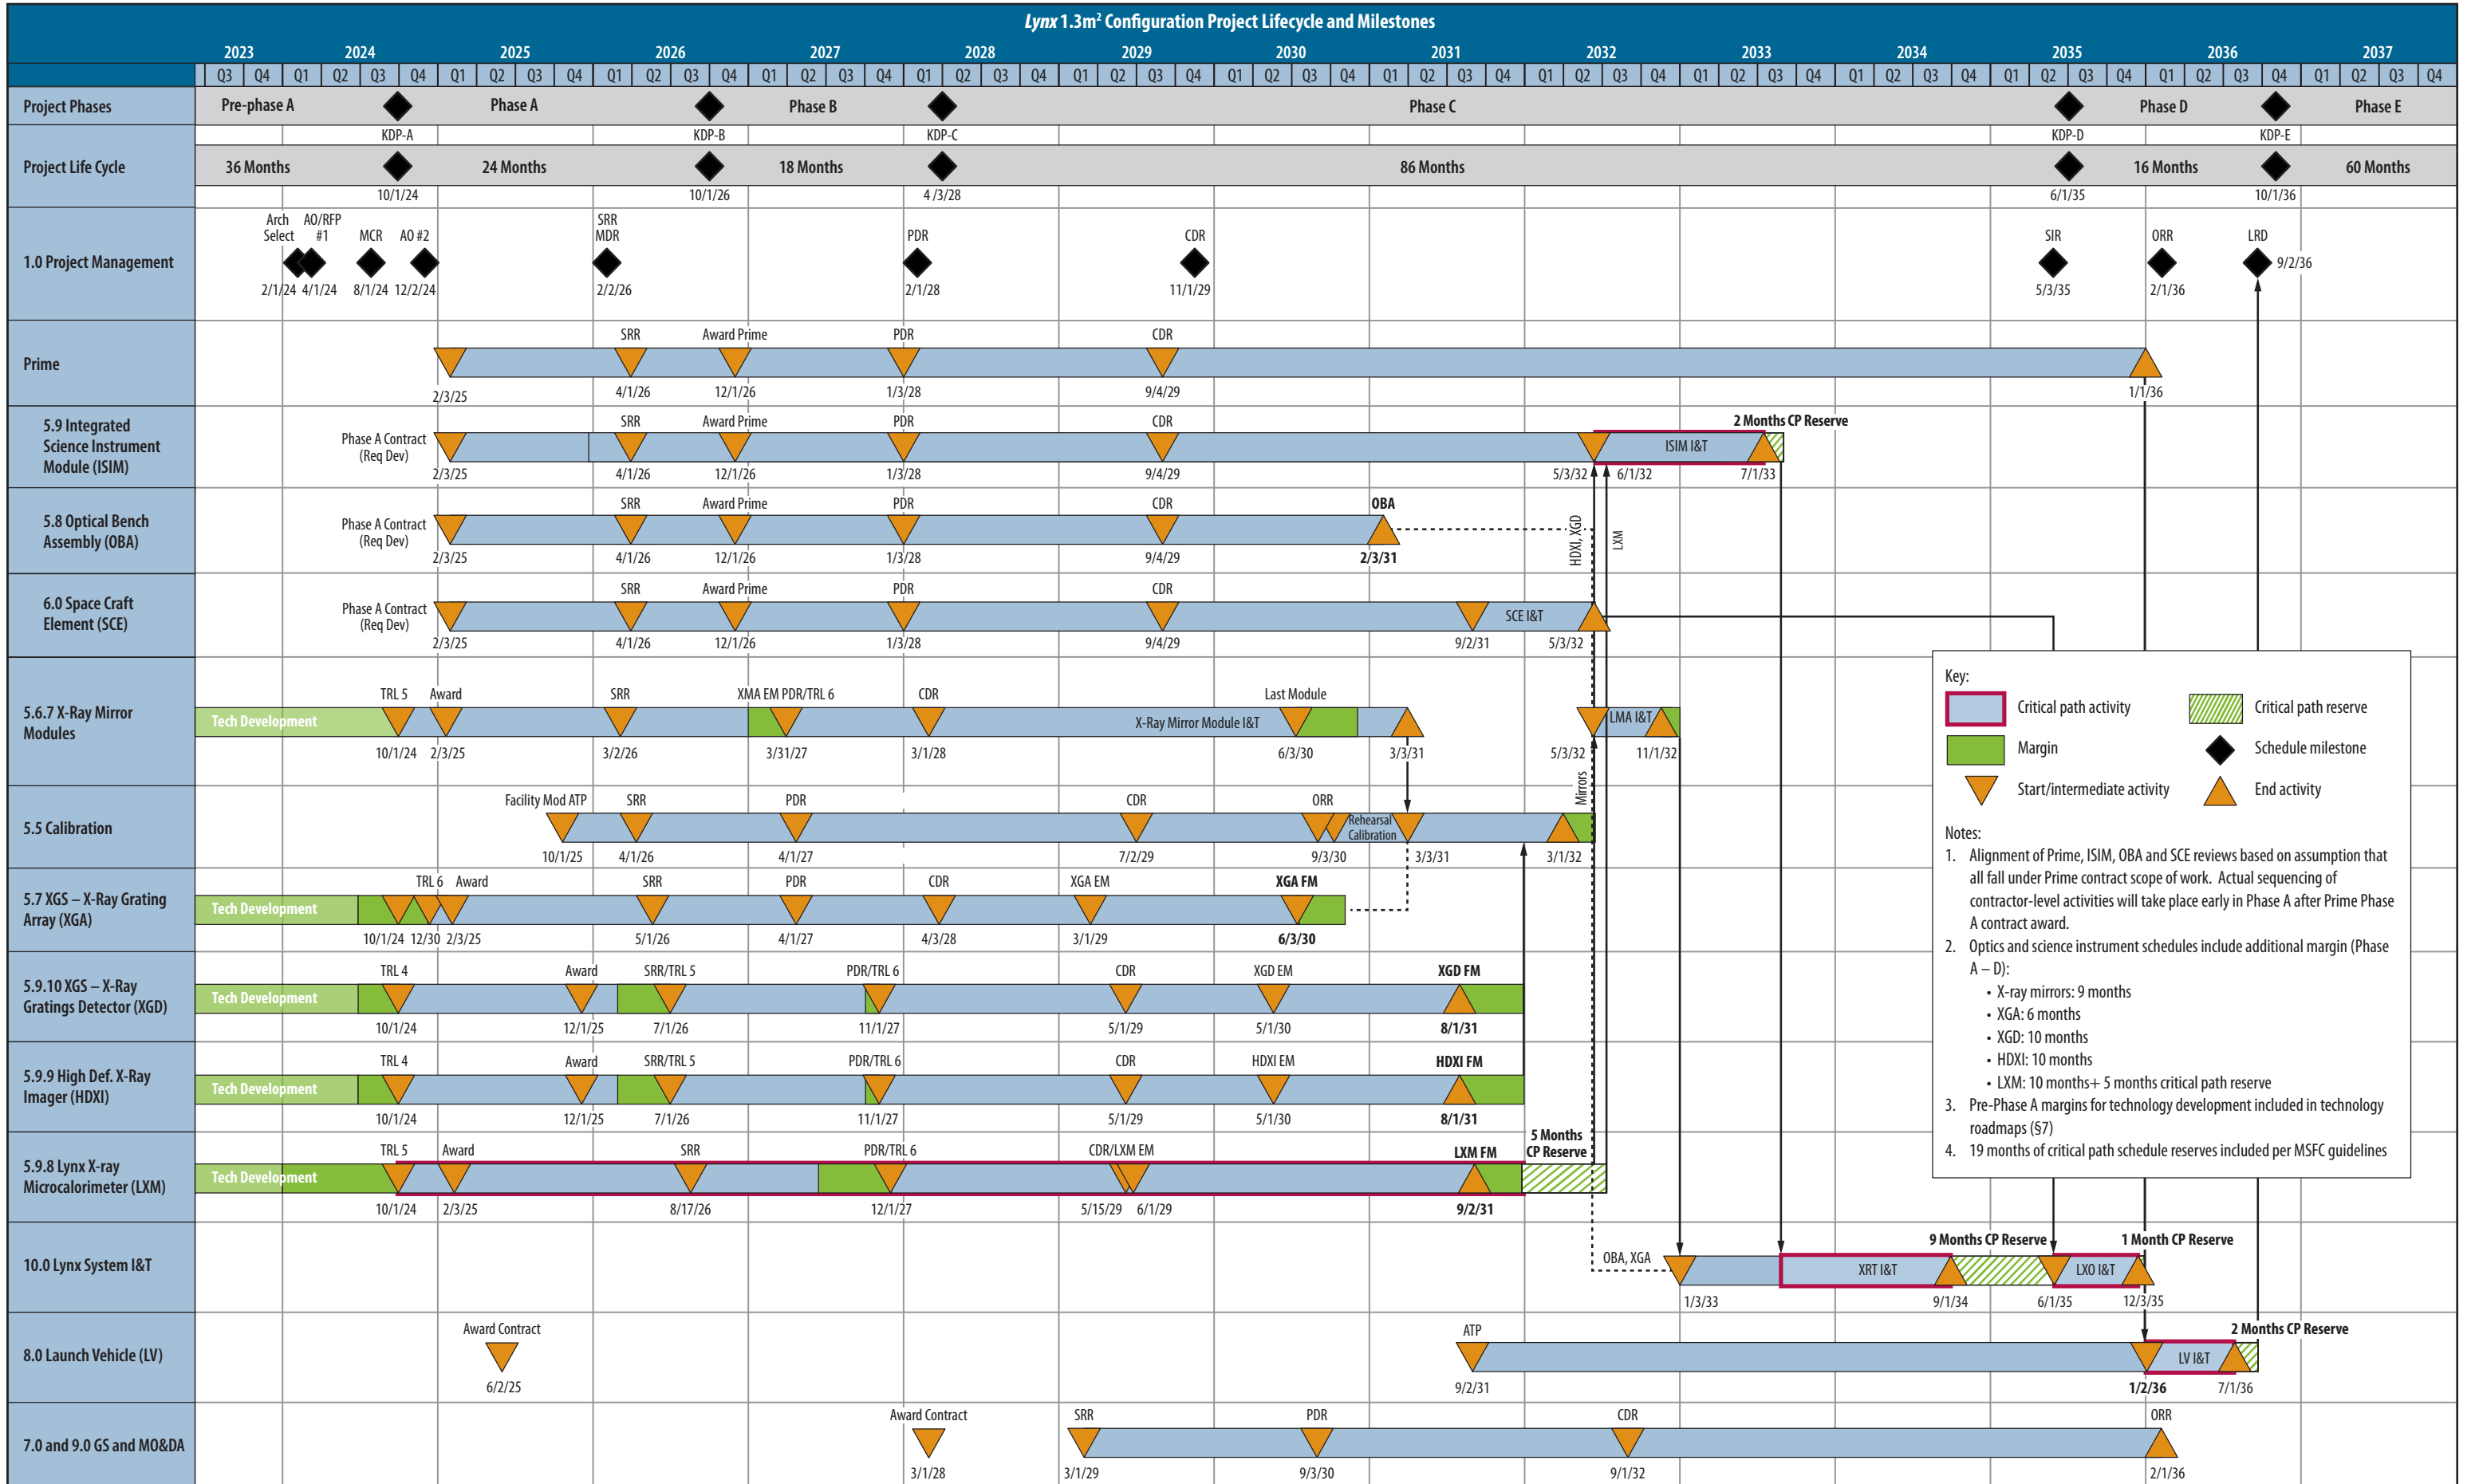 Lynx 1.3m² Configuration Project Lifecycle and Milestones
2023 2024 2025 2026 2027 2028 2029 2030 2031 2032 2033 2034 2035 2036 2037
Q3 Q4 Q1 Q2 Q3 Q4 Q1 Q2 Q3 Q4 Q1 Q2 Q3 Q4 Q1 Q2 Q3 Q4 Q1 Q2 Q3 Q4 Q1 Q2 Q3 Q4 Q1 Q2 Q3 Q4 Q1 Q2 Q3 Q4 Q1 Q2 Q3 Q4 Q1 Q2 Q3 Q4 Q1 Q2 Q3 Q4 Q1 Q2 Q3 Q4 Q1 Q2 Q3 Q4 Q1 Q2 Q3 Q4
Project Phases
Pre-phase A Phase A Phase B Phase C Phase D Phase E
KDP-A KDP-B KDP-C KDP-D KDP-E
Project Life Cycle
36 Months 24 Months 18 Months 86 Months 16 Months 60 Months
10/1/24 10/1/26 4/3/28 6/1/35 10/1/36
1.0 Project Management
Arch AO/RFP SRR
Select #1 MCR AO #2 MDR PDR CDR SIR ORR LRD
9/2/36
2/1/24 4/1/24 8/1/24 12/2/24 2/2/26 2/1/28 11/1/29 5/3/35 2/1/36
Prime
SRR Award Prime PDR CDR
2/3/25 4/1/26 12/1/26 1/3/28 9/4/29 1/1/36
5.9 Integrated
Science Instrument
Module (ISIM)
SRR Award Prime PDR CDR 2 Months CP Reserve
Phase A Contract
(Req Dev)
ISIM I&T
2/3/25 4/1/26 12/1/26 1/3/28 9/4/29 5/3/32 6/1/32 7/1/33
5.8 Optical Bench
Assembly (OBA)
SRR Award Prime PDR CDR OBA
Phase A Contract
(Req Dev)
HDXI, XGD
LXM
2/3/25 4/1/26 12/1/26 1/3/28 9/4/29 2/3/31
6.0 Space Craft
Element (SCE)
SRR Award Prime PDR CDR
Phase A Contract
(Req Dev)
SCE I&T
2/3/25 4/1/26 12/1/26 1/3/28 9/4/29 9/2/31 5/3/32
5.6.7 X-Ray Mirror
Modules
TRL 5 Award SRR XMA EM PDR/TRL 6 CDR Last Module
Tech Development X-Ray Mirror Module I&T LMA I&T
10/1/24 2/3/25 3/2/26 3/31/27 3/1/28 6/3/30 3/3/31 5/3/32 11/1/32
Mirrors
5.5 Calibration
Facility Mod ATP SRR PDR CDR ORR
Rehearsal
Calibration
10/1/25 4/1/26 4/1/27 7/2/29 9/3/30 3/3/31 3/1/32
5.7 XGS – X-Ray Grating
Array (XGA)
TRL 6 Award SRR PDR CDR XGA EM XGA FM
Tech Development
10/1/24 12/30 2/3/25 5/1/26 4/1/27 4/3/28 3/1/29 6/3/30
5.9.10 XGS – X-Ray
Gratings Detector (XGD)
TRL 4 Award SRR/TRL 5 PDR/TRL 6 CDR XGD EM XGD FM
Tech Development
10/1/24 12/1/25 7/1/26 11/1/27 5/1/29 5/1/30 8/1/31
5.9.9 High Def. X-Ray
Imager (HDXI)
TRL 4 Award SRR/TRL 5 PDR/TRL 6 CDR HDXI EM HDXI FM
Tech Development
10/1/24 12/1/25 7/1/26 11/1/27 5/1/29 5/1/30 8/1/31
5.9.8 Lynx X-ray
Microcalorimeter (LXM)
TRL 5 Award SRR PDR/TRL 6 CDR/LXM EM LXM FM
5 Months
CP Reserve
Tech Development
10/1/24 2/3/25 8/17/26 12/1/27 5/15/29 6/1/29 9/2/31
10.0 Lynx System I&T
9 Months CP Reserve 1 Month CP Reserve
OBA, XGA XRT I&T LXO I&T
1/3/33 9/1/34 6/1/35 12/3/35
8.0 Launch Vehicle (LV)
Award Contract ATP 2 Months CP Reserve
LV I&T
6/2/25 9/2/31 1/2/36 7/1/36
7.0 and 9.0 GS and MO&DA
Award Contract SRR PDR CDR ORR
3/1/28 3/1/29 9/3/30 9/1/32 2/1/36
Key:
Critical path activity Critical path reserve
Margin Schedule milestone
Start/intermediate activity End activity
Notes:
1. Alignment of Prime, ISIM, OBA and SCE reviews based on assumption that
all fall under Prime contract scope of work. Actual sequencing of
contractor-level activities will take place early in Phase A after Prime Phase
A contract award.
2. Optics and science instrument schedules include additional margin (Phase
A – D):
• X-ray mirrors: 9 months
• XGA: 6 months
• XGD: 10 months
• HDXI: 10 months
• LXM: 10 months+ 5 months critical path reserve
3. Pre-Phase A margins for technology development included in technology
roadmaps (§7)
4. 19 months of critical path schedule reserves included per MSFC guidelines